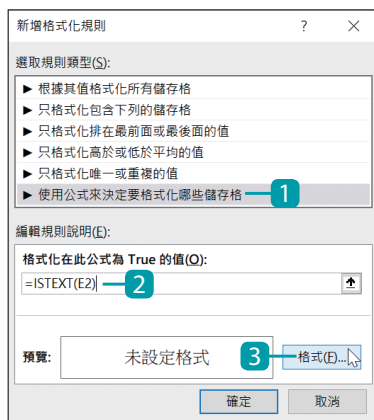 新增格式化規則 ? ×
選取規則類型(S):
► 根據其值格式化所有儲存格
► 只格式化包含下列的儲存格
► 只格式化排在最前面或最後面的值
► 只格式化高於或低於平均的值
► 只格式化唯一或重複的值
► 使用公式來決定要格式化哪些儲存格 1
編輯規則說明(E):
格式化在此公式為 True 的值(O):
=ISTEXT(E2) 2
預覽: 未設定格式 3 格式(F)...
確定 取消